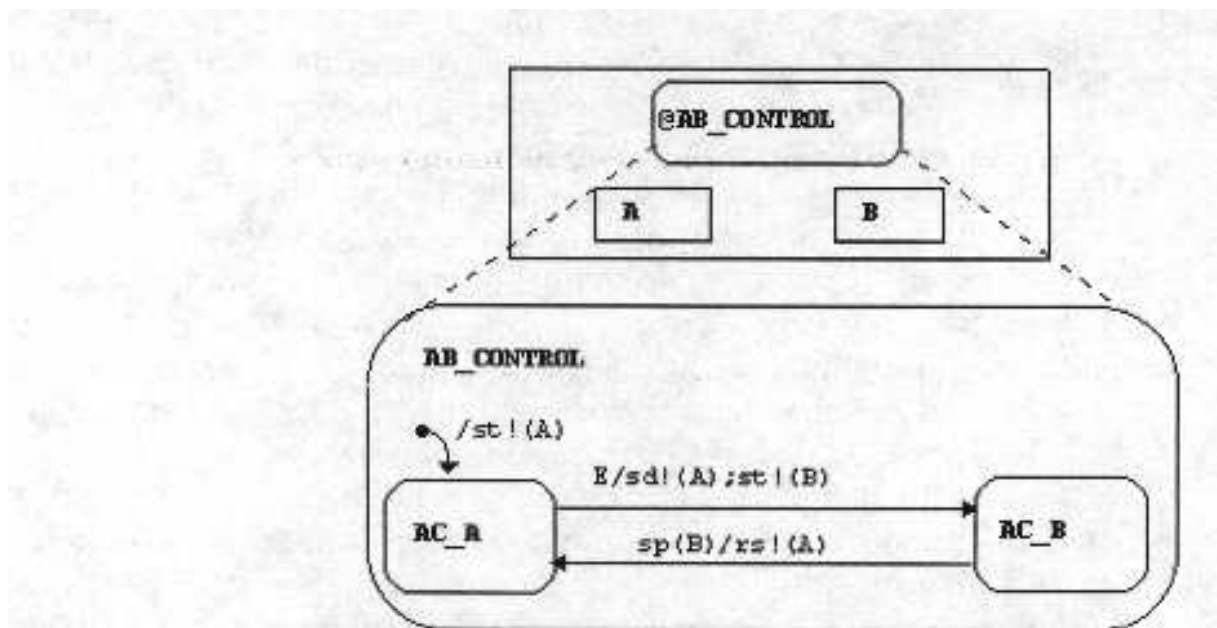 @AB_CONTROL
A
B
AB_CONTROL
/st!(A)
E/sd!(A);st!(B)
AC_A
AC_B
sp(B)/rs!(A)